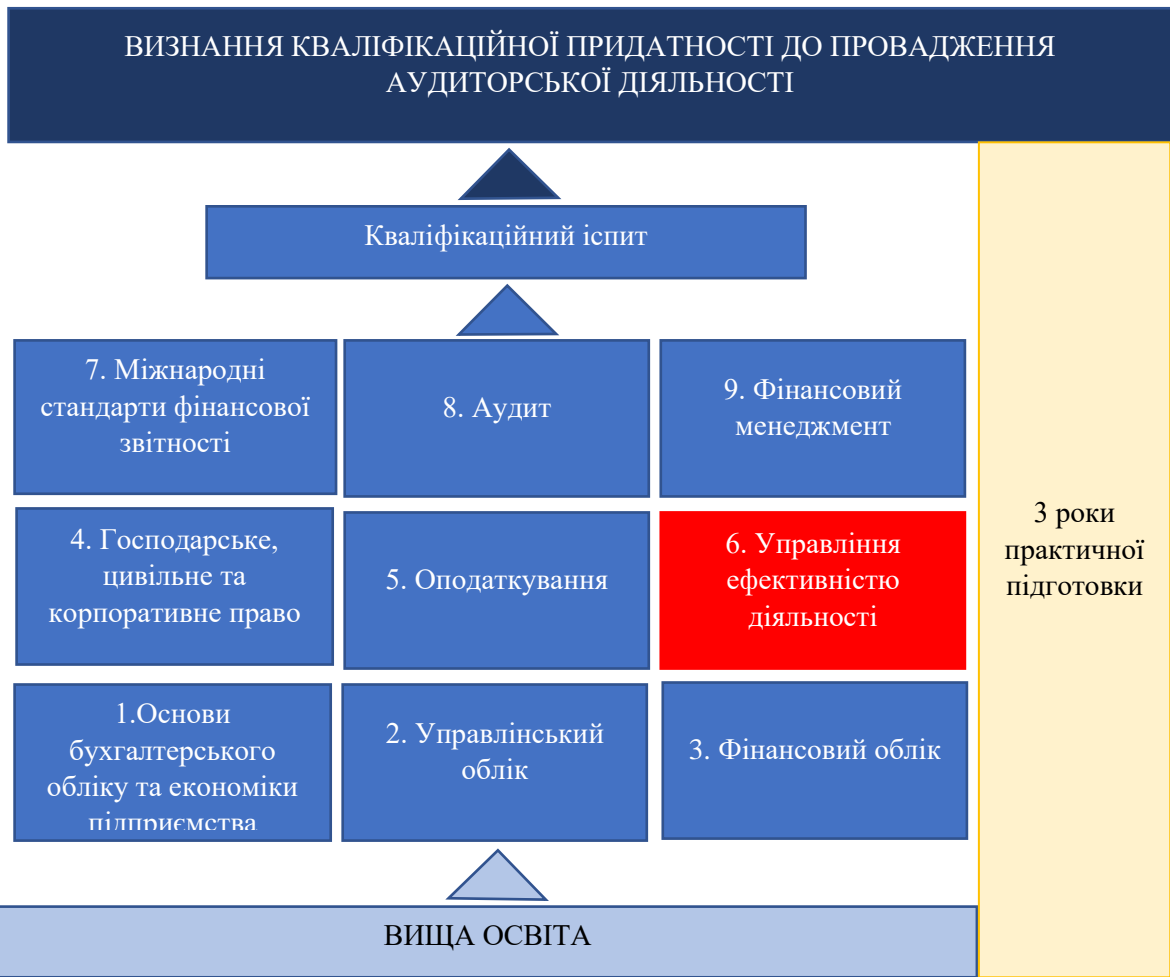 ВИЗНАННЯ КВАЛІФІКАЦІЙНОЇ ПРИДАТНОСТІ ДО ПРОВАДЖЕННЯ
АУДИТОРСЬКОЇ ДІЯЛЬНОСТІ
Кваліфікаційний іспит
7. Міжнародні
стандарти фінансової
звітності
8. Аудит
9. Фінансовий
менеджмент
4. Господарське,
цивільне та
корпоративне право
5. Оподаткування
6. Управління
ефективністю
діяльності
3 роки
практичної
підготовки
1.Основи
бухгалтерського
обліку та економіки
підприємства
2. Управлінський
облік
3. Фінансовий облік
ВИЩА ОСВІТА